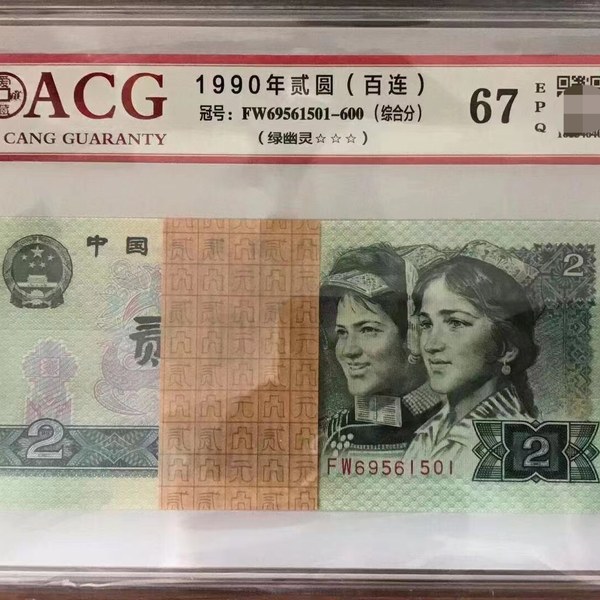 ACG
CANG GUARANTY
1990年贰圆（百连）
冠号：FW69561501-600（综合分）
（绿幽灵☆☆☆）
67
EPQ
中国
贰
2
2
FW69561501
2